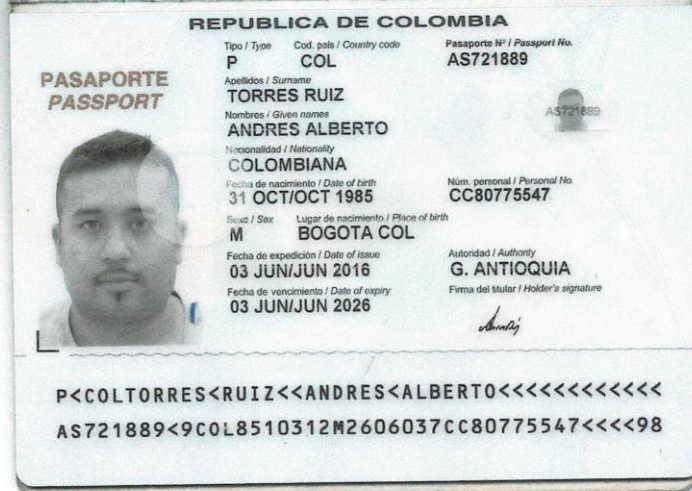 REPUBLICA DE COLOMBIA
PASAPORTE
PASSPORT
Tipo / Type Cod. país / Country code Pasaporte Nº / Passport No.
P COL AS721889
Apellidos / Surname
TORRES RUIZ
Nombres / Given names
ANDRES ALBERTO
AS721889
Nacionalidad / Nationality
COLOMBIANA
Fecha de nacimiento / Date of birth Núm. personal / Personal No.
31 OCT/OCT 1985 CC80775547
Sexo / Sex Lugar de nacimiento / Place of birth
M BOGOTA COL
Fecha de expedición / Date of issue Autoridad / Authority
03 JUN/JUN 2016 G. ANTIOQUIA
Fecha de vencimiento / Date of expiry Firma del titular / Holder's signature
03 JUN/JUN 2026
P<COLTORRES<RUIZ<<ANDRES<ALBERTO<<<<<<<<<<<<
AS721889<9COL8510312M2606037CC80775547<<<<98